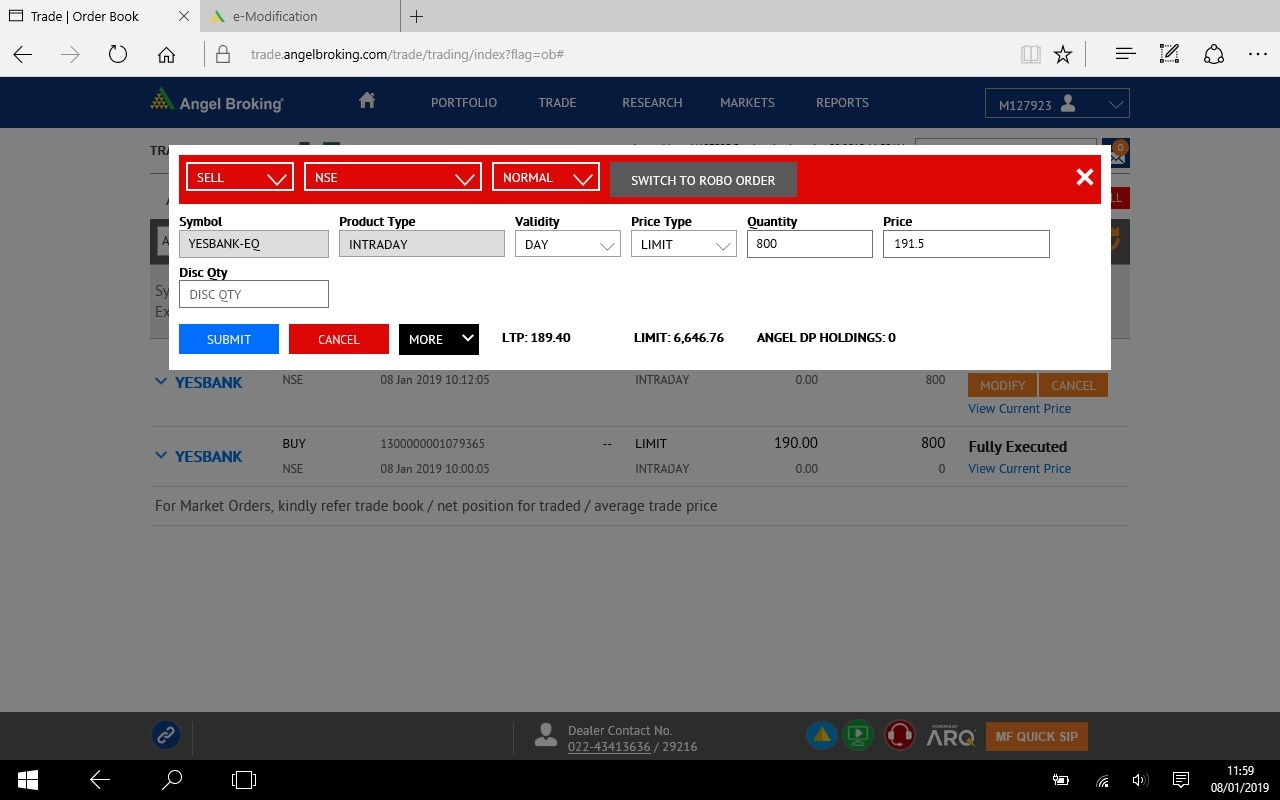 Trade | Order Book
e-Modification
trade.angelbroking.com/trade/trading/index?flag=ob#
Angel Broking
PORTFOLIO
TRADE
RESEARCH
MARKETS
REPORTS
M127923
0
SELL
NSE
NORMAL
SWITCH TO ROBO ORDER
Symbol
Product Type
Validity
Price Type
Quantity
Price
YESBANK-EQ
INTRADAY
DAY
LIMIT
800
191.5
Disc Qty
DISC QTY
SUBMIT
CANCEL
MORE
LTP: 189.40
LIMIT: 6,646.76
ANGEL DP HOLDINGS: 0
YESBANK
NSE
08 Jan 2019 10:12:05
INTRADAY
0.00
800
MODIFY
CANCEL
View Current Price
YESBANK
BUY
1300000001079365
--
LIMIT
190.00
800
Fully Executed
NSE
08 Jan 2019 10:00:05
INTRADAY
0.00
0
View Current Price
For Market Orders, kindly refer trade book / net position for traded / average trade price
Dealer Contact No.
022-43413636 / 29216
POWERED BY
ARQ
MF QUICK SIP
11:59
08/01/2019